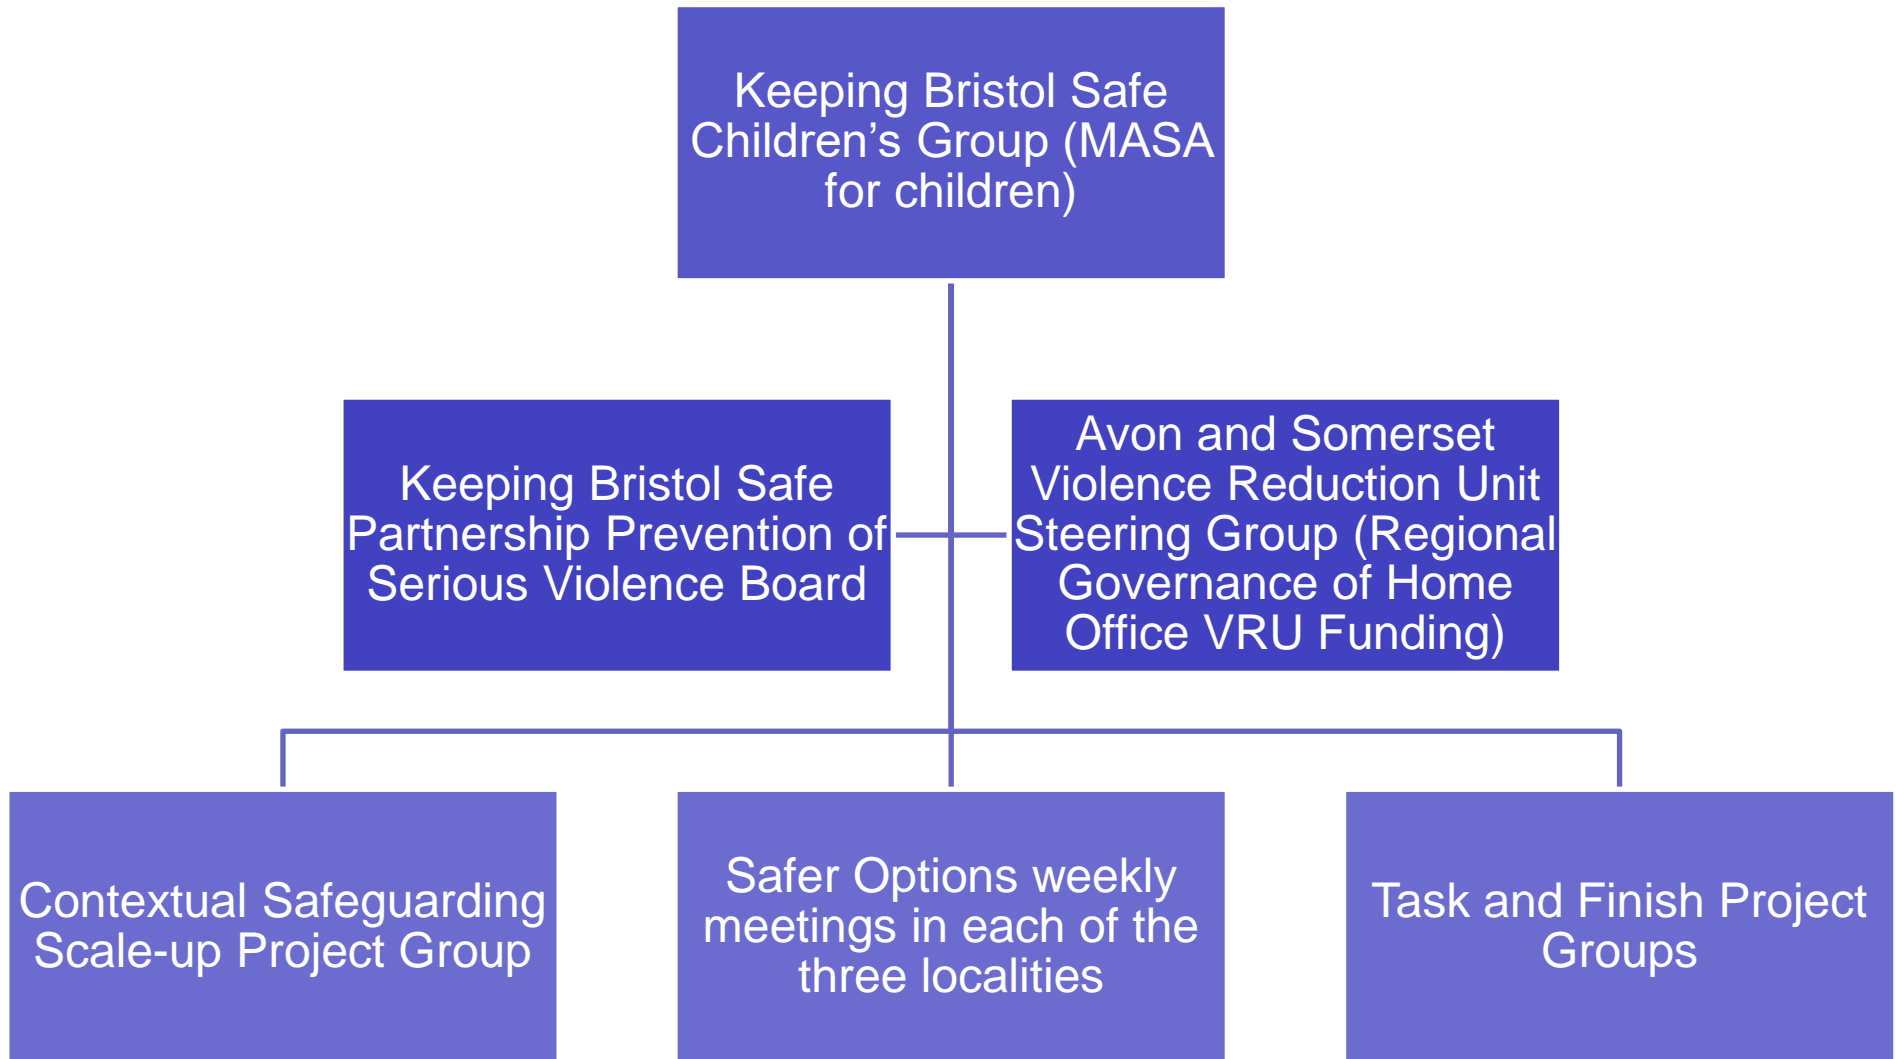 Keeping Bristol Safe
Children’s Group (MASA
for children)
Keeping Bristol Safe
Partnership Prevention of
Serious Violence Board
Avon and Somerset
Violence Reduction Unit
Steering Group (Regional
Governance of Home
Office VRU Funding)
Contextual Safeguarding
Scale-up Project Group
Safer Options weekly
meetings in each of the
three localities
Task and Finish Project
Groups